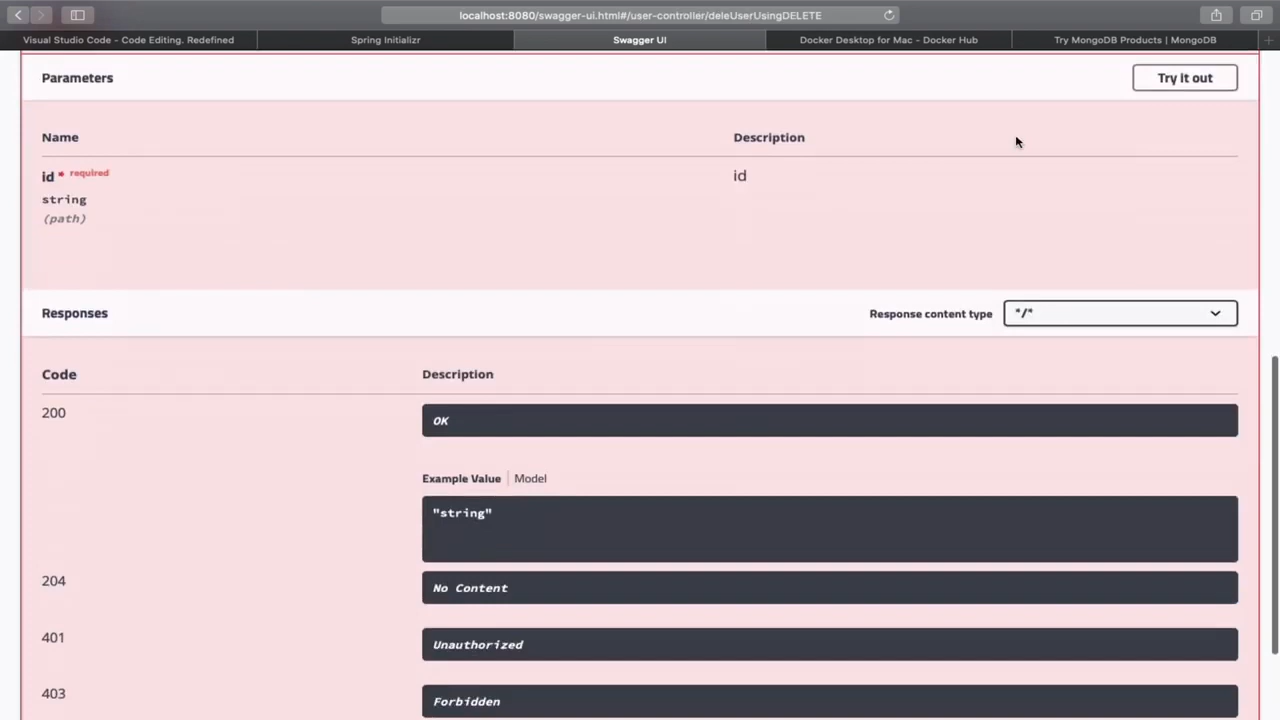 localhost:8080/swagger-ui.html#/user-controller/deleUserUsingDELETE
Visual Studio Code - Code Editing. Redefined
Spring Initializr
Swagger UI
Docker Desktop for Mac - Docker Hub
Try MongoDB Products | MongoDB
Parameters
Try it out
Name
Description
id * required
id
string
(path)
Responses
Response content type
*/*
Code
Description
200
OK
Example Value
Model
"string"
204
No Content
401
Unauthorized
403
Forbidden